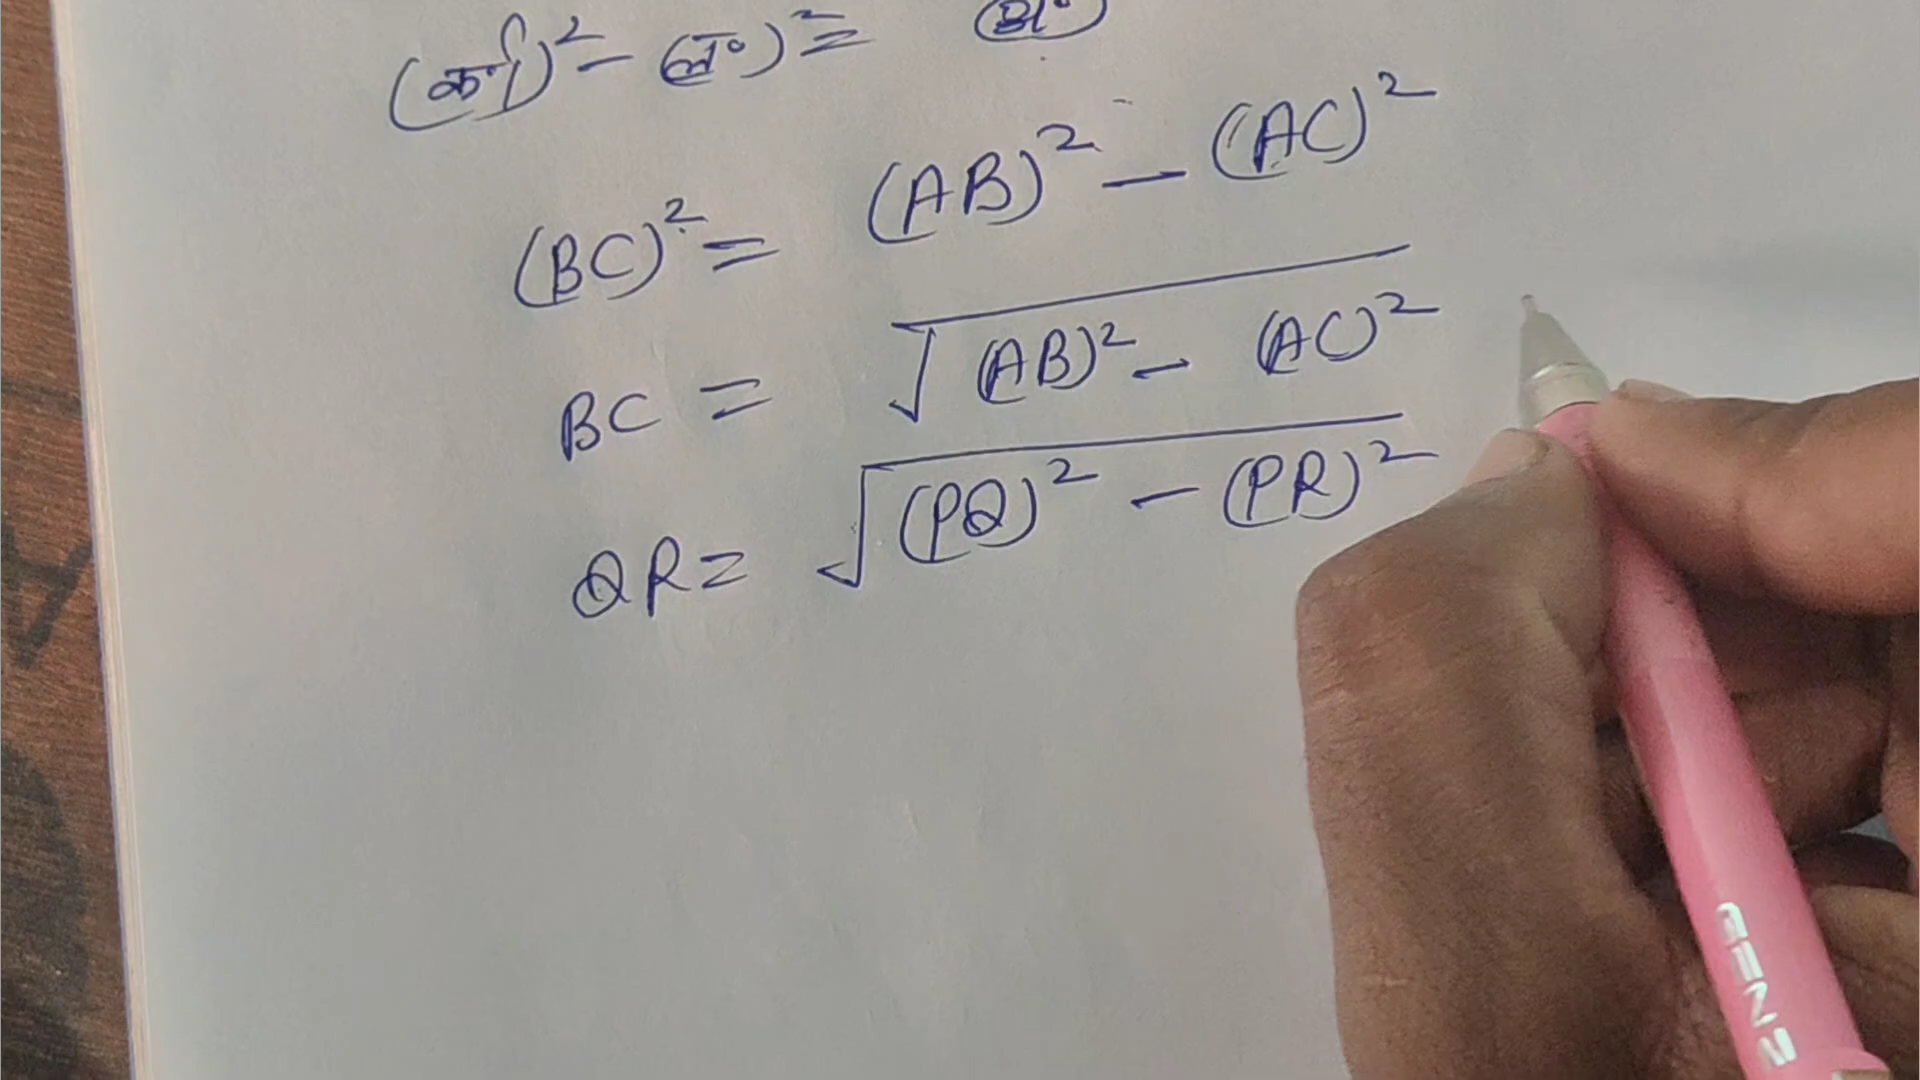 (कर्ण)² - (लं०)² = (आ०)
(BC)² = (AB)² - (AC)²
BC = √(AB)² - (AC)²
QR = √(PQ)² - (PR)²
GENZ